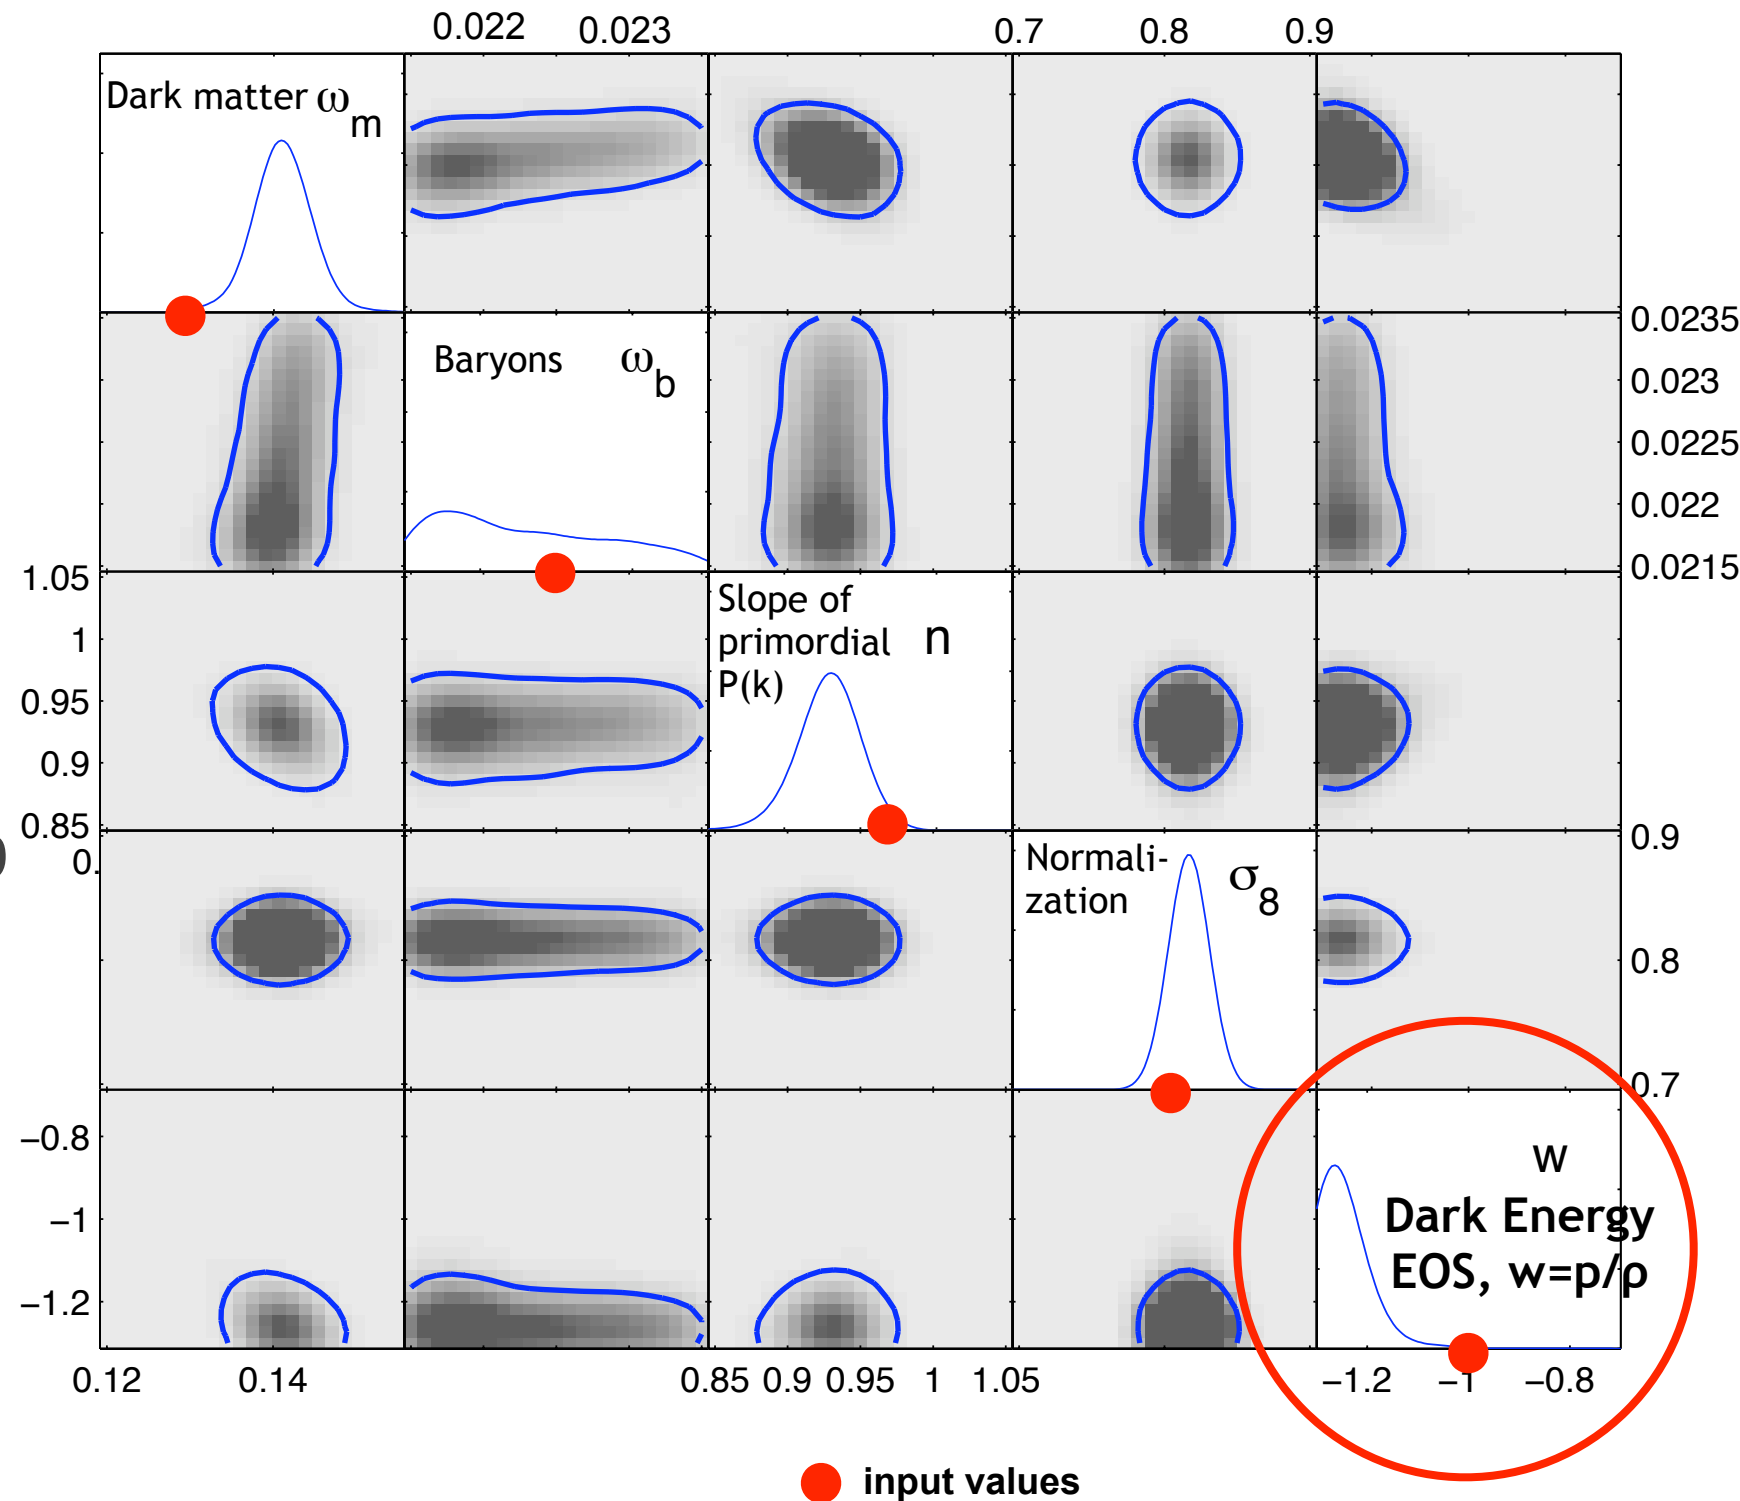 0.022 0.023 0.7 0.8 0.9
Dark matter ω
m
0.0235
Baryons ω
b
0.023
0.0225
0.022
0.0215
1.05
1
0.95
0.9
0.85
Slope of
primordial n
P(k)
0.
Normali-
zation
σ
8
0.9
0.8
0.7
−0.8
−1
−1.2
w
Dark Energy
EOS, w=p/ρ
0.12 0.14 0.85 0.9 0.95 1 1.05 −1.2 −1 −0.8
input values